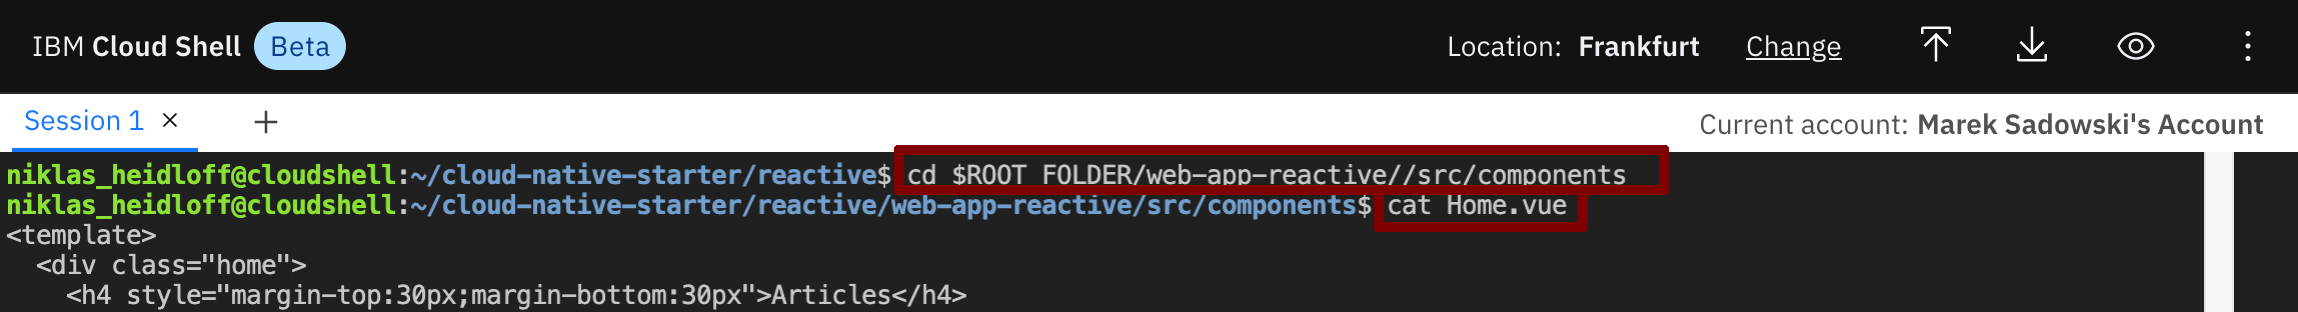 IBM Cloud Shell Beta Location: Frankfurt Change
Session 1 × + Current account: Marek Sadowski's Account
niklas_heidloff@cloudshell:~/cloud-native-starter/reactive$ cd $ROOT_FOLDER/web-app-reactive//src/components
niklas_heidloff@cloudshell:~/cloud-native-starter/reactive/web-app-reactive/src/components$ cat Home.vue
<template>
  <div class="home">
    <h4 style="margin-top:30px;margin-bottom:30px">Articles</h4>